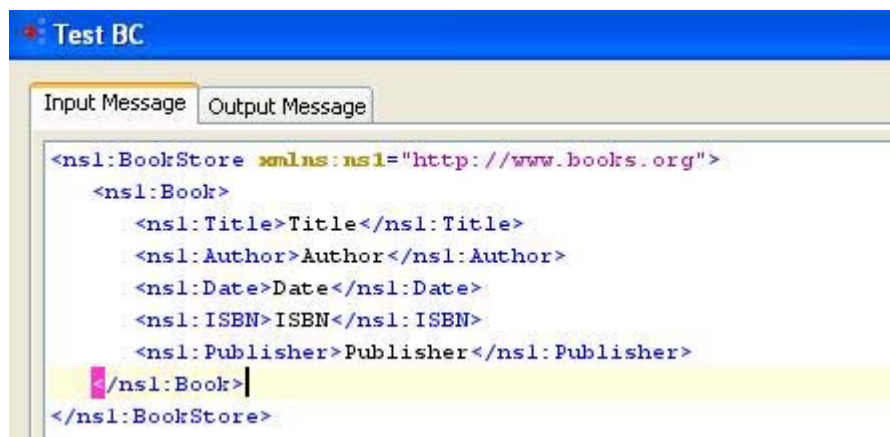 Test BC
Input Message Output Message
<ns1:BookStore xmlns:ns1="http://www.books.org">
<ns1:Book>
<ns1:Title>Title</ns1:Title>
<ns1:Author>Author</ns1:Author>
<ns1:Date>Date</ns1:Date>
<ns1:ISBN>ISBN</ns1:ISBN>
<ns1:Publisher>Publisher</ns1:Publisher>
</ns1:Book>
</ns1:BookStore>